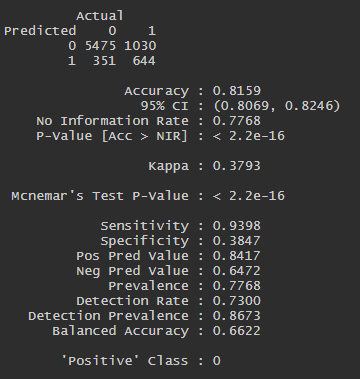 Actual
Predicted 0 1
0 5475 1030
1 351 644
Accuracy : 0.8159
95% CI : (0.8069, 0.8246)
No Information Rate : 0.7768
P-Value [Acc > NIR] : < 2.2e-16
Kappa : 0.3793
Mcnemar's Test P-Value : < 2.2e-16
Sensitivity : 0.9398
Specificity : 0.3847
Pos Pred Value : 0.8417
Neg Pred Value : 0.6472
Prevalence : 0.7768
Detection Rate : 0.7300
Detection Prevalence : 0.8673
Balanced Accuracy : 0.6622
'Positive' Class : 0